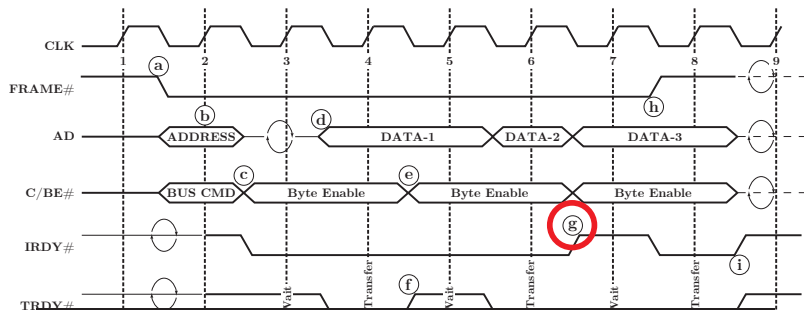 CLK
1 2 3 4 5 6 7 8 9
a
FRAME#
h
b
d
AD
ADDRESS DATA-1 DATA-2 DATA-3
c
e
C/BE#
BUS CMD Byte Enable Byte Enable Byte Enable
g
IRDY#
i
f
Wait Transfer Wait Transfer Wait Transfer
TRDY#